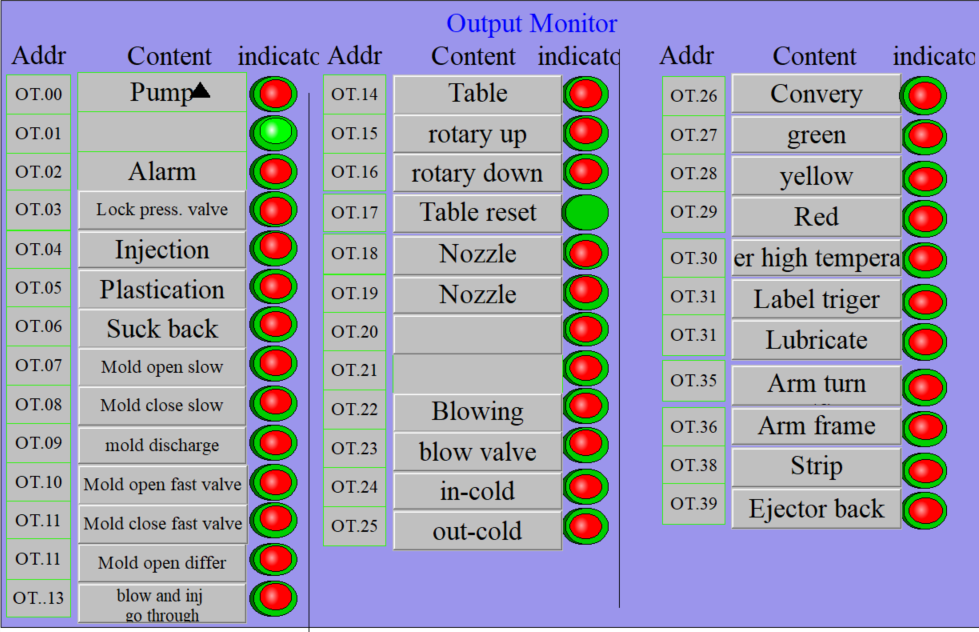 Output Monitor
Addr Content indicato Addr Content indicato Addr Content indicato
OT.00 Pump▲ OT.14 Table OT.26 Convery
OT.01 OT.15 rotary up OT.27 green
OT.02 Alarm OT.16 rotary down OT.28 yellow
OT.03 Lock press. valve OT.17 Table reset OT.29 Red
OT.04 Injection OT.18 Nozzle OT.30 er high tempera
OT.05 Plastication OT.19 Nozzle OT.31 Label triger
OT.06 Suck back OT.20 OT.31 Lubricate
OT.07 Mold open slow OT.21 OT.35 Arm turn
OT.08 Mold close slow OT.22 Blowing OT.36 Arm frame
OT.09 mold discharge OT.23 blow valve OT.38 Strip
OT.10 Mold open fast valve OT.24 in-cold OT.39 Ejector back
OT.11 Mold close fast valve OT.25 out-cold
OT.11 Mold open differ
OT..13 blow and inj
go through